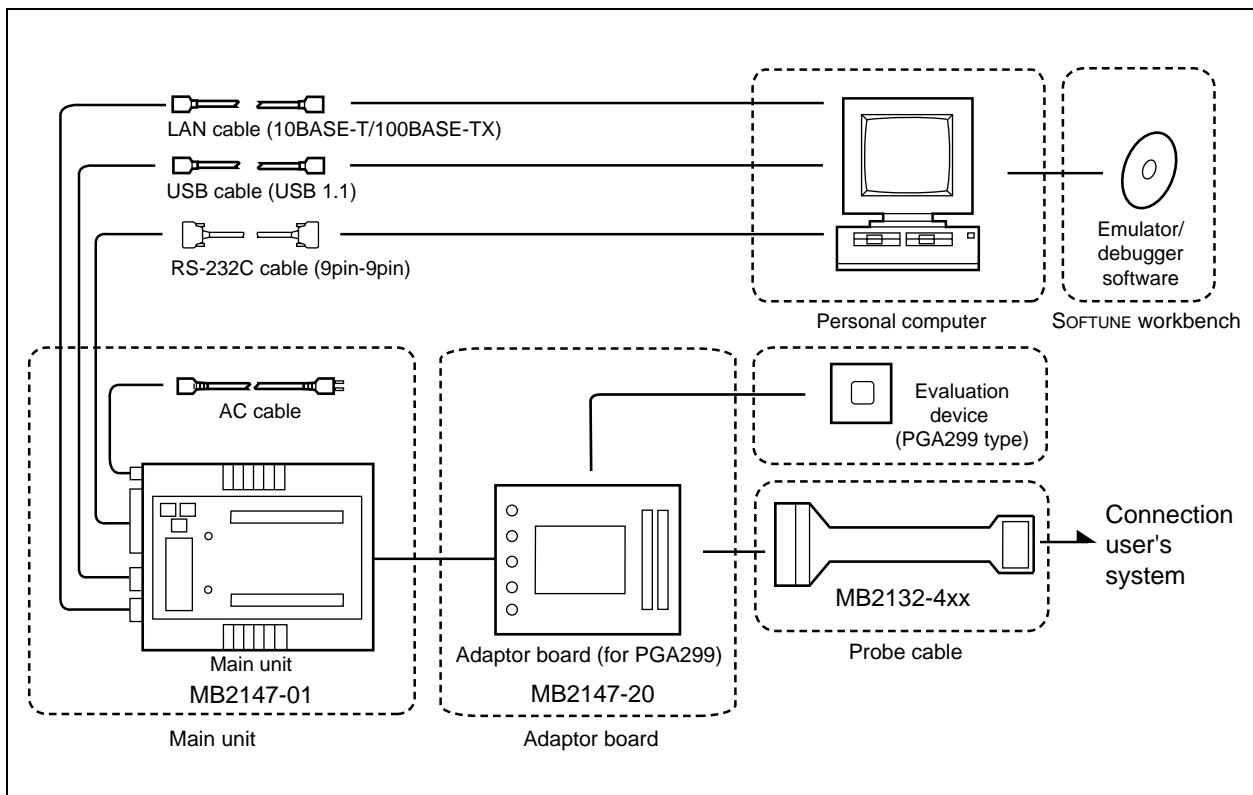 LAN cable (10BASE-T/100BASE-TX)
USB cable (USB 1.1)
RS-232C cable (9pin-9pin)
Emulator/
debugger
software
Personal computer
SOFTUNE workbench
AC cable
Evaluation
device
(PGA299 type)
Connection
user's
system
MB2132-4xx
Probe cable
Main unit
MB2147-01
Adaptor board (for PGA299)
MB2147-20
Main unit
Adaptor board